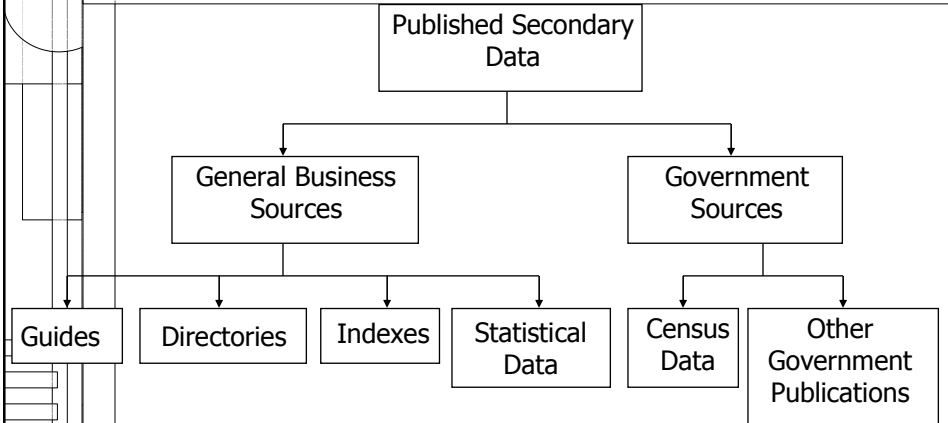 Published Secondary
Data
General Business
Sources
Government
Sources
Guides
Directories
Indexes
Statistical
Data
Census
Data
Other
Government
Publications